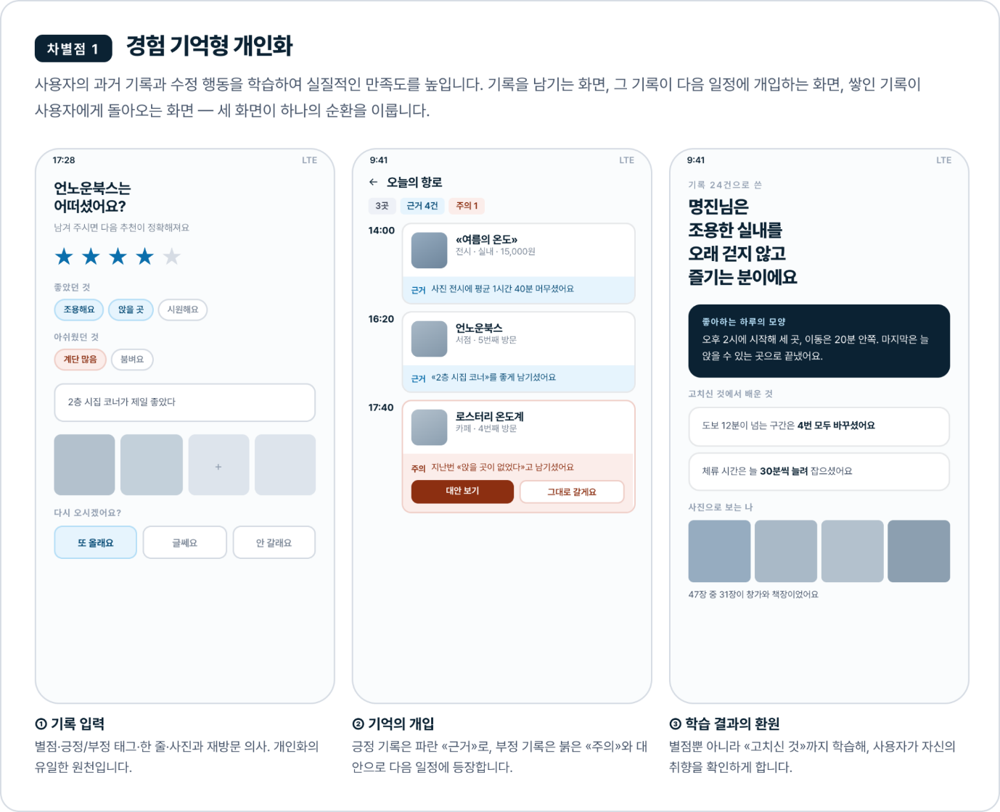 차별점 1 경험 기억형 개인화
사용자의 과거 기록과 수정 행동을 학습하여 실질적인 만족도를 높입니다. 기록을 남기는 화면, 그 기록이 다음 일정에 개입하는 화면, 쌓인 기록이
사용자에게 돌아오는 화면 — 세 화면이 하나의 순환을 이룹니다.
17:28 LTE
언노운북스는
어떠셨어요?
남겨 주시면 다음 추천이 정확해져요
★ ★ ★ ★ ★
좋았던 것
조용해요 앉을 곳 시원해요
아쉬웠던 것
계단 많음 붐벼요
2층 시집 코너가 제일 좋았다
+
다시 오시겠어요?
또 올래요 글쎄요 안 갈래요
① 기록 입력
별점·긍정/부정 태그·한 줄·사진과 재방문 의사. 개인화의
유일한 원천입니다.
9:41 LTE
← 오늘의 항로
3곳 근거 4건 주의 1
14:00
«여름의 온도»
전시 · 실내 · 15,000원
근거 사진 전시에 평균 1시간 40분 머무셨어요
16:20
언노운북스
서점 · 5번째 방문
근거 «2층 시집 코너»를 좋게 남기셨어요
17:40
로스터리 온도계
카페 · 4번째 방문
주의 지난번 «앉을 곳이 없었다»고 남기셨어요
대안 보기 그대로 갈게요
② 기억의 개입
긍정 기록은 파란 «근거»로, 부정 기록은 붉은 «주의»와 대
안으로 다음 일정에 등장합니다.
9:41 LTE
기록 24건으로 쓴
명진님은
조용한 실내를
오래 걷지 않고
즐기는 분이에요
좋아하는 하루의 모양
오후 2시에 시작해 세 곳, 이동은 20분 안쪽. 마지막은 늘
앉을 수 있는 곳으로 끝냈어요.
고치신 것에서 배운 것
도보 12분이 넘는 구간은 4번 모두 바꾸셨어요
체류 시간은 늘 30분씩 늘려 잡으셨어요
사진으로 보는 나
47장 중 31장이 창가와 책장이었어요
③ 학습 결과의 환원
별점뿐 아니라 «고치신 것»까지 학습해, 사용자가 자신의
취향을 확인하게 합니다.